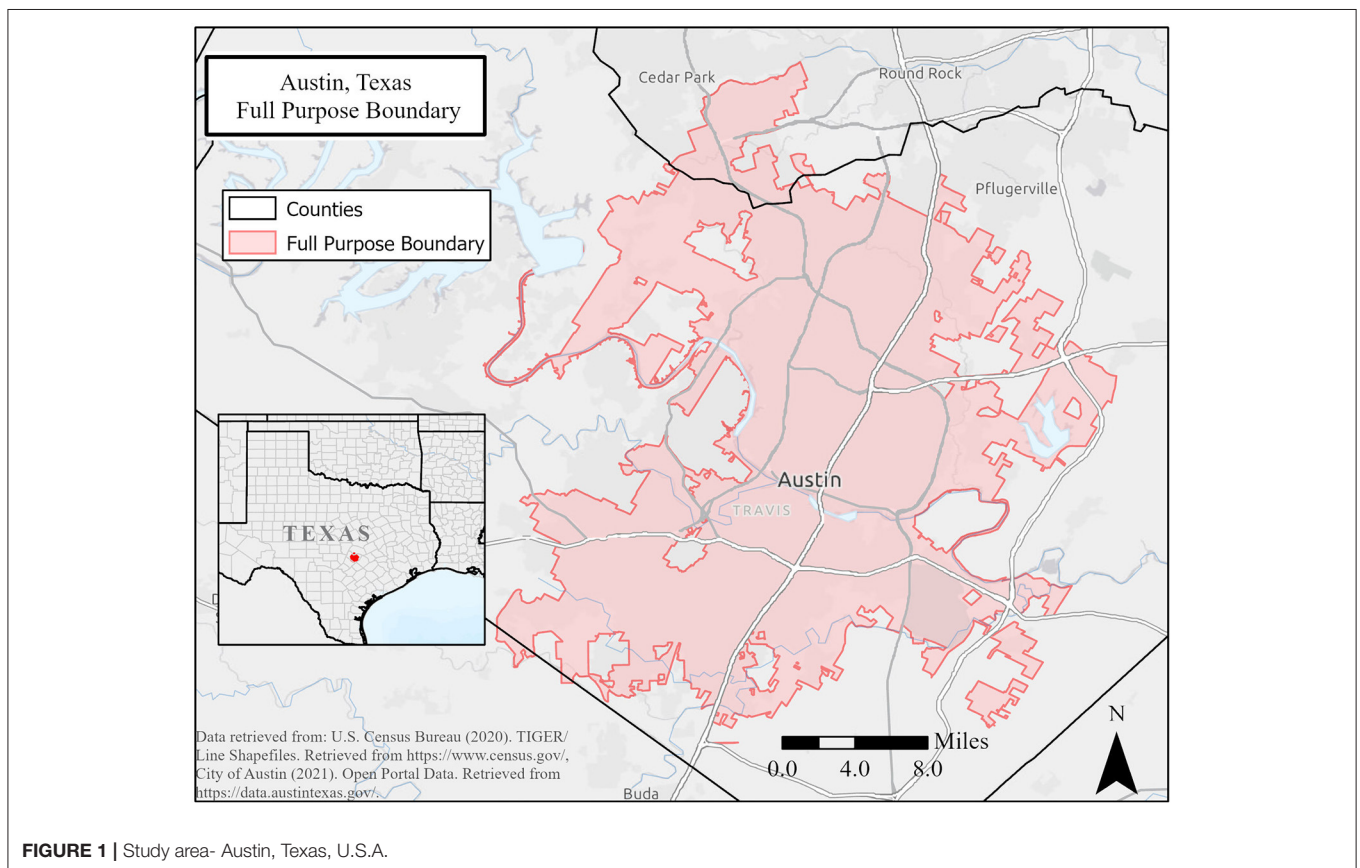 Austin, Texas
Full Purpose Boundary
Cedar Park
Round Rock
Pflugerville
Counties
Full Purpose Boundary
Austin
TRAVIS
TEXAS
Data retrieved from: U.S. Census Bureau (2020). TIGER/
Line Shapefiles. Retrieved from https://www.census.gov/,
City of Austin (2021). Open Portal Data. Retrieved from
https://data.austintexas.gov/.
Buda
Miles
0.0 4.0 8.0
N
FIGURE 1 | Study area- Austin, Texas, U.S.A.